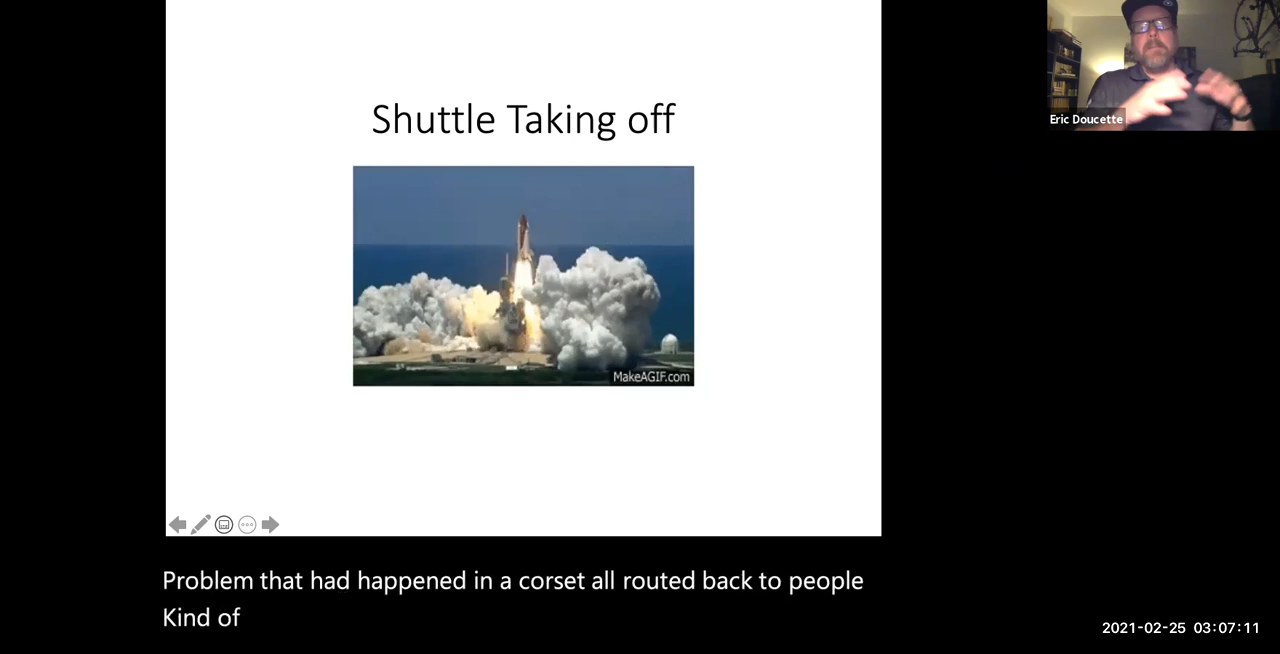 Shuttle Taking off
MakeAGIF.com
Eric Doucette
Problem that had happened in a corset all routed back to people
Kind of
2021-02-25 03:07:11